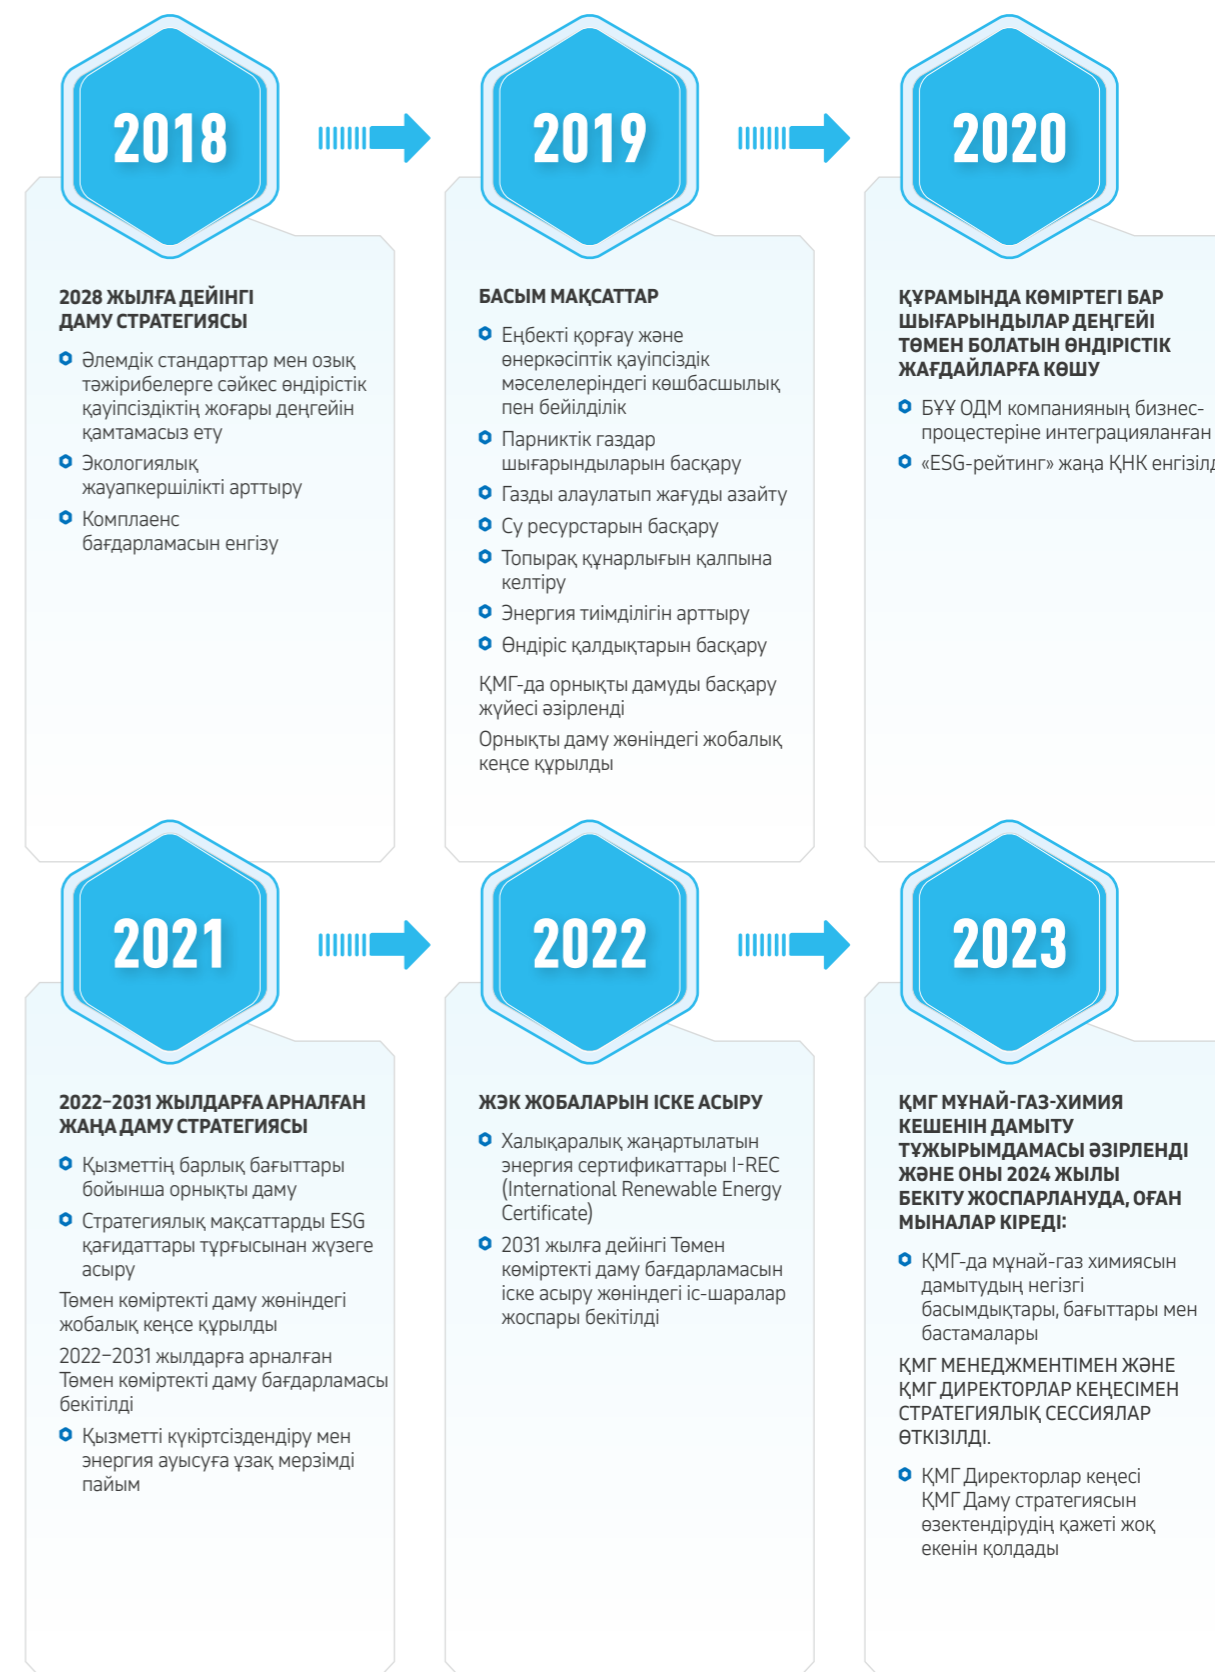 2018
2028 ЖЫЛҒА ДЕЙІНГІ
ДАМУ СТРАТЕГИЯСЫ
Әлемдік стандарттар мен озық
тәжірибелерге сәйкес өндірістік
қауіпсіздіктің жоғары деңгейін
қамтамасыз ету
Экологиялық
жауапкершілікті арттыру
Комплаенс
бағдарламасын енгізу
2019
БАСЫМ МАҚСАТТАР
Еңбекті қорғау және
өнеркәсіптік қауіпсіздік
мәселелеріндегі көшбасшылық
пен бейілділік
Парниктік газдар
шығарындыларын басқару
Газды алаулатып жағуды азайту
Су ресурстарын басқару
Топырақ құнарлығын қалпына
келтіру
Энергия тиімділігін арттыру
Өндіріс қалдықтарын басқару
ҚМГ-да орнықты дамуды басқару
жүйесі әзірленді
Орнықты даму жөніндегі жобалық
кеңсе құрылды
2020
ҚҰРАМЫНДА КӨМІРТЕГІ БАР
ШЫҒАРЫНДЫЛАР ДЕҢГЕЙІ
ТӨМЕН БОЛАТЫН ӨНДІРІСТІК
ЖАҒДАЙЛАРҒА КӨШУ
БҰҰ ОДМ компанияның бизнес-
процестеріне интеграцияланған
«ESG-рейтинг» жаңа ҚНК
2021
2022–2031 ЖЫЛДАРҒА АРНАЛҒАН
ЖАҢА ДАМУ СТРАТЕГИЯСЫ
Қызметтің барлық бағыттары
бойынша орнықты даму
Стратегиялық мақсаттарды ESG
қағидаттары тұрғысынан жүзеге
асыру
Төмен көміртекті даму жөніндегі
жобалық кеңсе құрылды
2022–2031 жылдарға арналған
Төмен көміртекті даму бағдарламасы
бекітілді
Қызметті күкіртсіздендіру мен
энергия ауысуға ұзақ мерзімді
пайым
2022
ЖЭК ЖОБАЛАРЫН ІСКЕ АСЫРУ
Халықаралық жаңартылатын
энергия сертификаттары I-REC
(International Renewable Energy
Certificate)
2031 жылға дейінгі Төмен
көміртекті даму бағдарламасын
іске асыру жөніндегі іс-шаралар
жоспары бекітілді
2023
ҚМГ МҰНАЙ-ГАЗ-ХИМИЯ
КЕШЕНІН ДАМЫТУ
ТҰЖЫРЫМДАМАСЫ ӘЗІРЛЕНДІ
ЖӘНЕ ОНЫ 2024 ЖЫЛЫ
БЕКІТУ ЖОСПАРЛАНУДА, ОҒАН
МЫНАЛАР КІРЕДІ:
ҚМГ-да мұнай-газ химиясын
дамытудың негізгі
басымдықтары, бағыттары мен
бастамалары
ҚМГ МЕНЕДЖМЕНТІМЕН ЖӘНЕ
ҚМГ ДИРЕКТОРЛАР КЕҢЕСІМЕН
СТРАТЕГИЯЛЫҚ СЕССИЯЛАР
ӨТКІЗІЛДІ.
ҚМГ Директорлар кеңесі
ҚМГ Даму стратегиясын
өзектендірудің қажеті жоқ
екенін қолдады